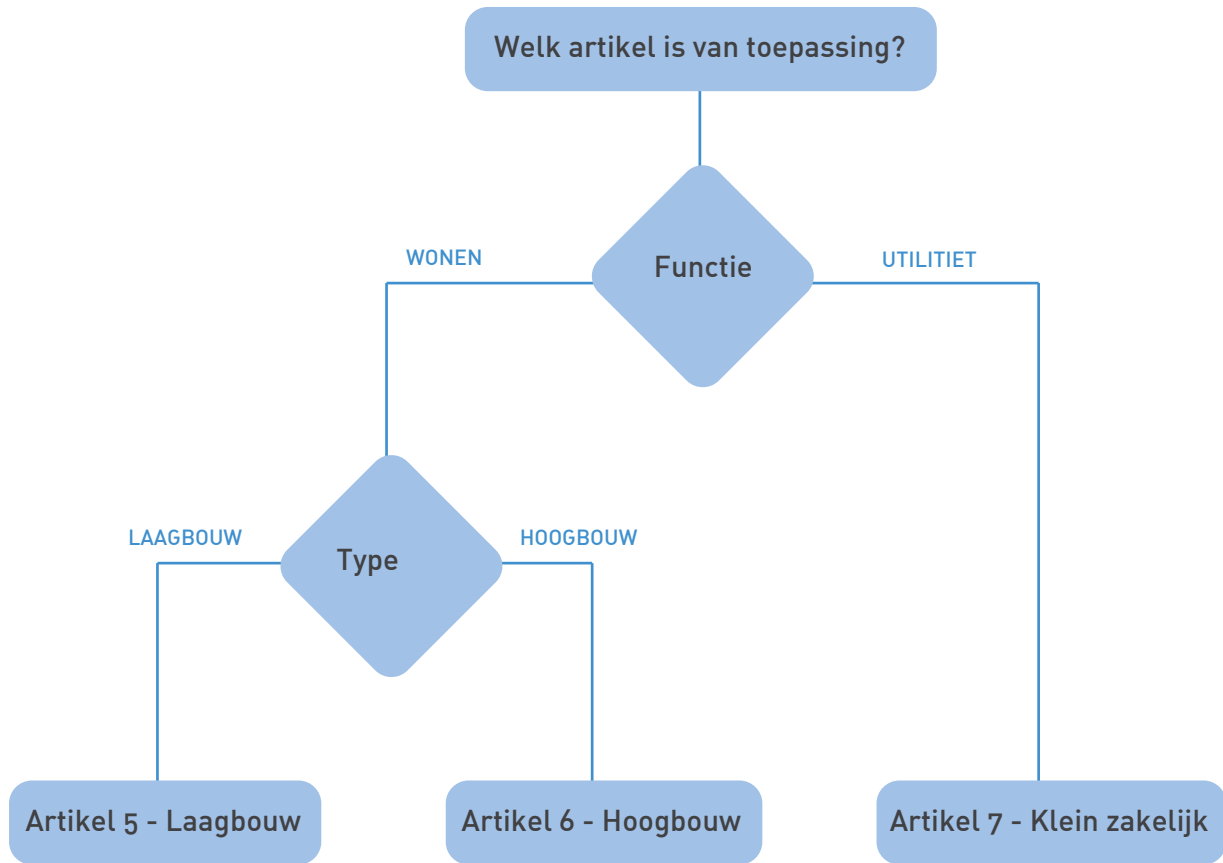 Welk artikel is van toepassing?
Functie
WONEN
UTILITIET
Type
LAAGBOUW
HOOGBOUW
Artikel 5 - Laagbouw
Artikel 6 - Hoogbouw
Artikel 7 - Klein zakelijk